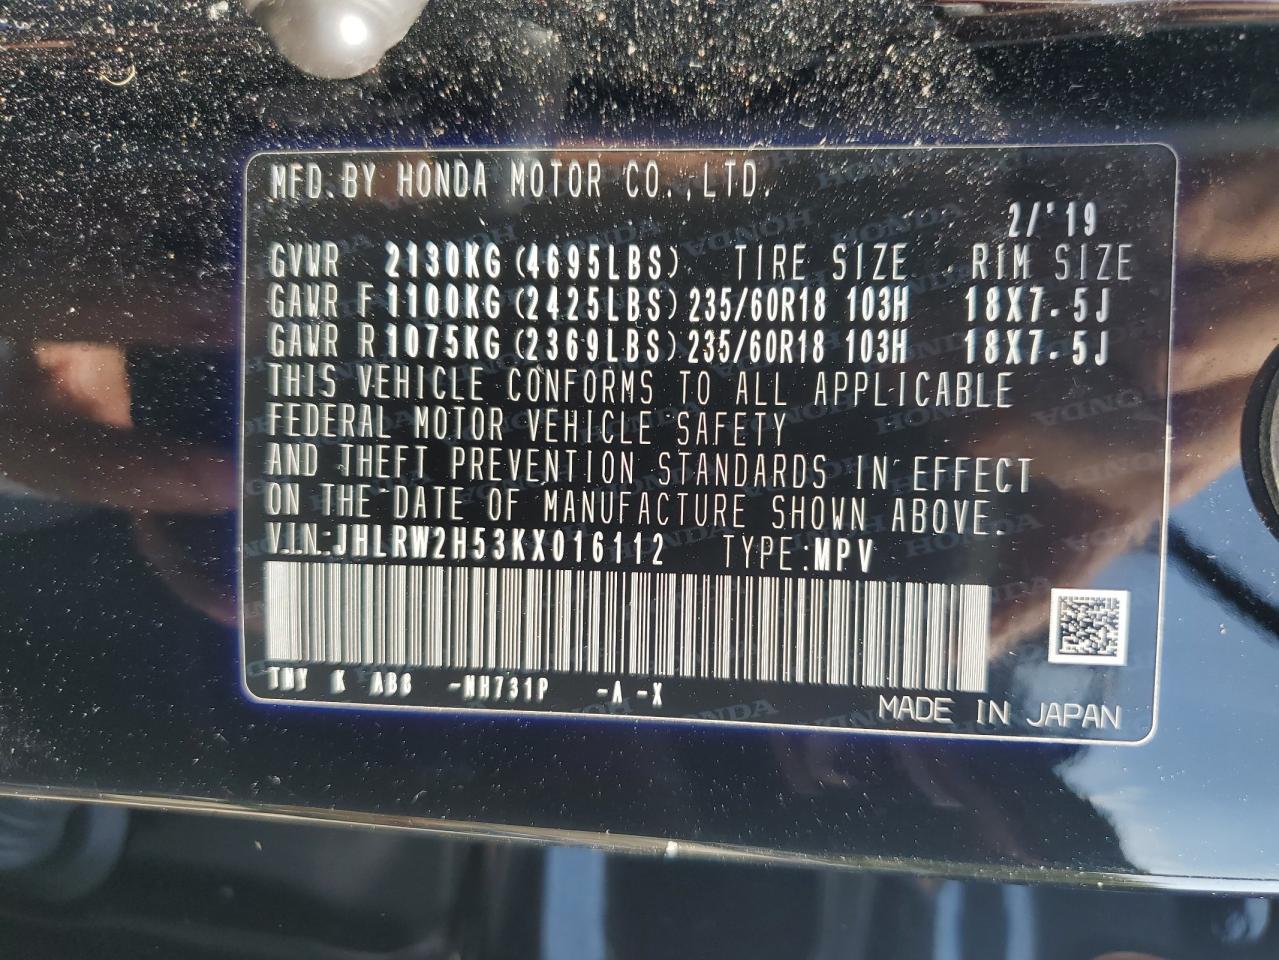 MFD.BY HONDA MOTOR CO.,LTD.
2/'19
GVWR 2130KG (4695LBS) TIRE SIZE RIM SIZE
GAWR F 1100KG (2425LBS) 235/60R18 103H 18X7.5J
GAWR R 1075KG (2369LBS) 235/60R18 103H 18X7.5J
THIS VEHICLE CONFORMS TO ALL APPLICABLE
FEDERAL MOTOR VEHICLE SAFETY
AND THEFT PREVENTION STANDARDS IN EFFECT
ON THE DATE OF MANUFACTURE SHOWN ABOVE.
VIN:JHLRW2H53KX016112 TYPE:MPV
K -NH731P -A -X
MADE IN JAPAN